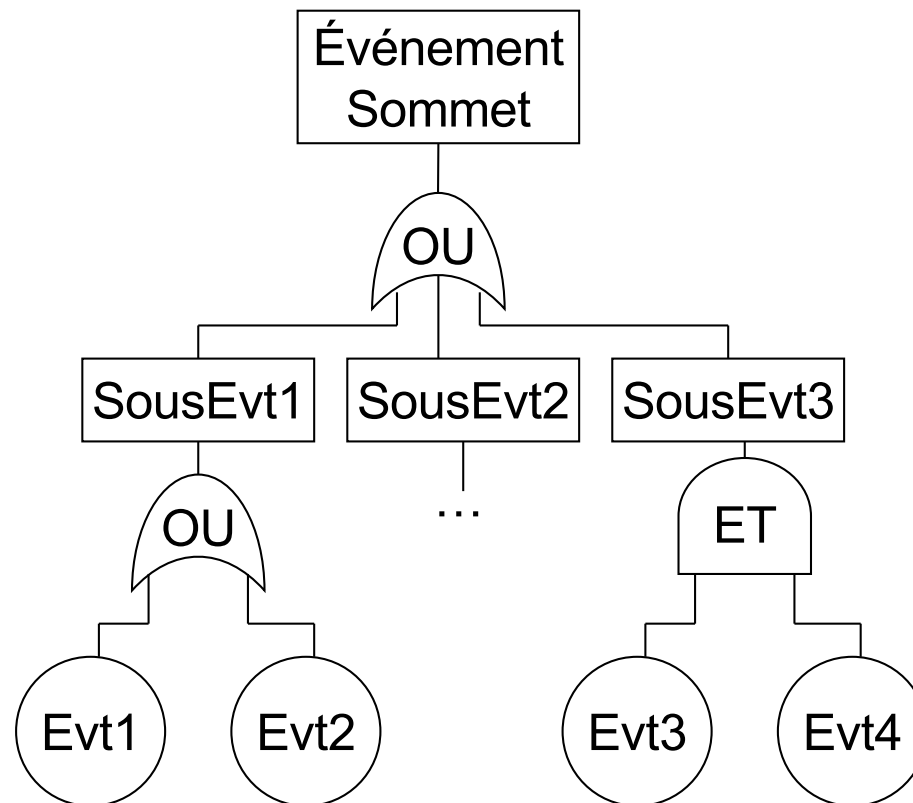 Événement
Sommet
OU
SousEvt1
SousEvt2
SousEvt3
OU
...
ET
Evt1
Evt2
Evt3
Evt4